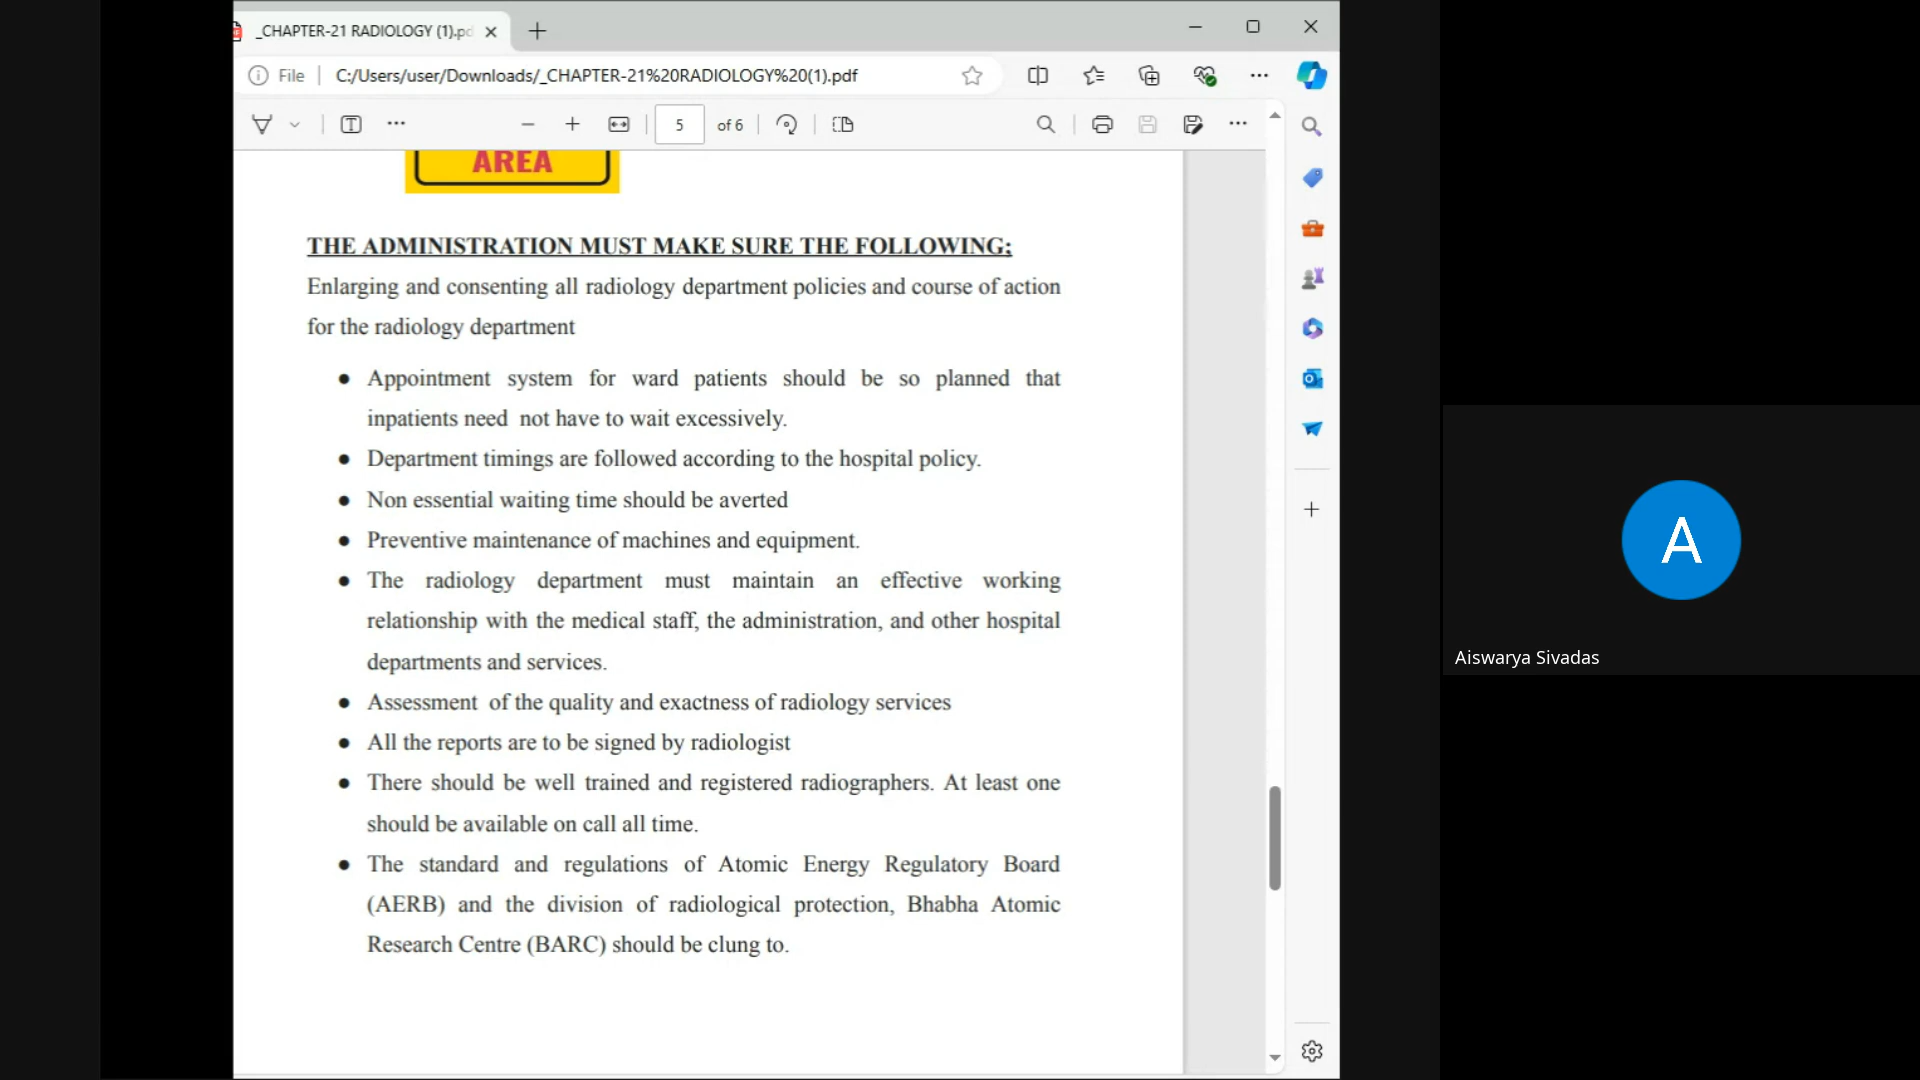 _CHAPTER-21 RADIOLOGY (1).pd
File
C:/Users/user/Downloads/_CHAPTER-21%20RADIOLOGY%20(1).pdf
5 of 6
AREA
THE ADMINISTRATION MUST MAKE SURE THE FOLLOWING;
Enlarging and consenting all radiology department policies and course of action
for the radiology department
● Appointment system for ward patients should be so planned that
inpatients need not have to wait excessively.
● Department timings are followed according to the hospital policy.
● Non essential waiting time should be averted
● Preventive maintenance of machines and equipment.
● The radiology department must maintain an effective working
relationship with the medical staff, the administration, and other hospital
departments and services.
● Assessment of the quality and exactness of radiology services
● All the reports are to be signed by radiologist
● There should be well trained and registered radiographers. At least one
should be available on call all time.
● The standard and regulations of Atomic Energy Regulatory Board
(AERB) and the division of radiological protection, Bhabha Atomic
Research Centre (BARC) should be clung to.
A
Aiswarya Sivadas